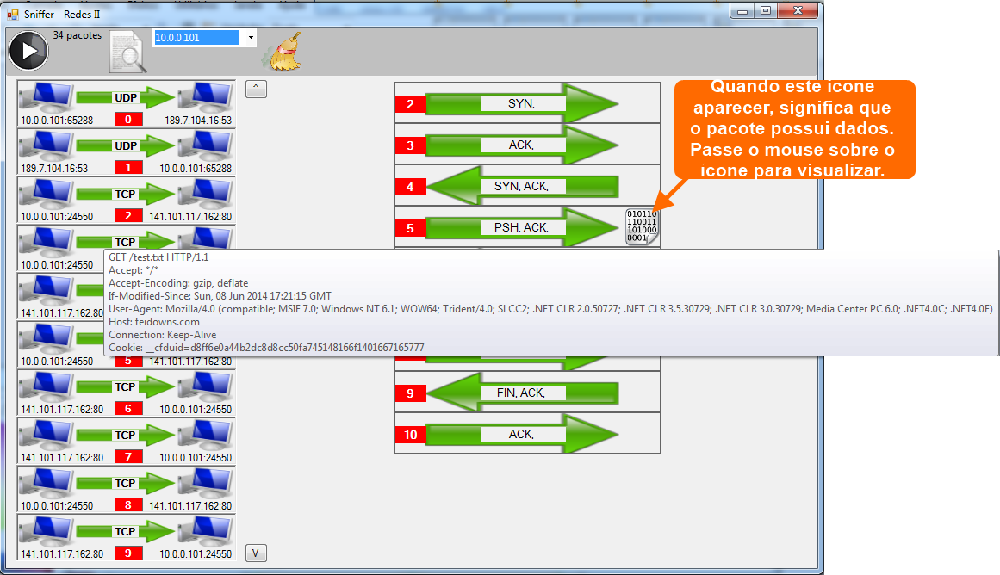 Sniffer - Redes II
34 pacotes
10.0.0.101
UDP
10.0.0.101:65288
0
189.7.104.16:53
UDP
189.7.104.16:53
1
10.0.0.101:65288
TCP
10.0.0.101:24550
2
141.101.117.162:80
TCP
10.0.0.101:24550
141.101.117.162:80
10.0.0.101:24550
5
141.101.117.162:80
TCP
141.101.117.162:80
6
10.0.0.101:24550
TCP
141.101.117.162:80
7
10.0.0.101:24550
TCP
10.0.0.101:24550
8
141.101.117.162:80
TCP
141.101.117.162:80
9
10.0.0.101:24550
^
V
2
SYN,
3
ACK,
4
SYN, ACK,
5
PSH, ACK,
010110
110011
101000
0001
9
FIN, ACK,
10
ACK,
Quando este ícone
aparecer, significa que
o pacote possui dados.
Passe o mouse sobre o
ícone para visualizar.
GET /test.txt HTTP/1.1
Accept: */*
Accept-Encoding: gzip, deflate
If-Modified-Since: Sun, 08 Jun 2014 17:21:15 GMT
User-Agent: Mozilla/4.0 (compatible; MSIE 7.0; Windows NT 6.1; WOW64; Trident/4.0; SLCC2; .NET CLR 2.0.50727; .NET CLR 3.5.30729; .NET CLR 3.0.30729; Media Center PC 6.0; .NET4.0C; .NET4.0E)
Host: feidowns.com
Connection: Keep-Alive
Cookie: __cfduid=d8ff6e0a44b2dc8d8cc50fa745148166f1401667165777